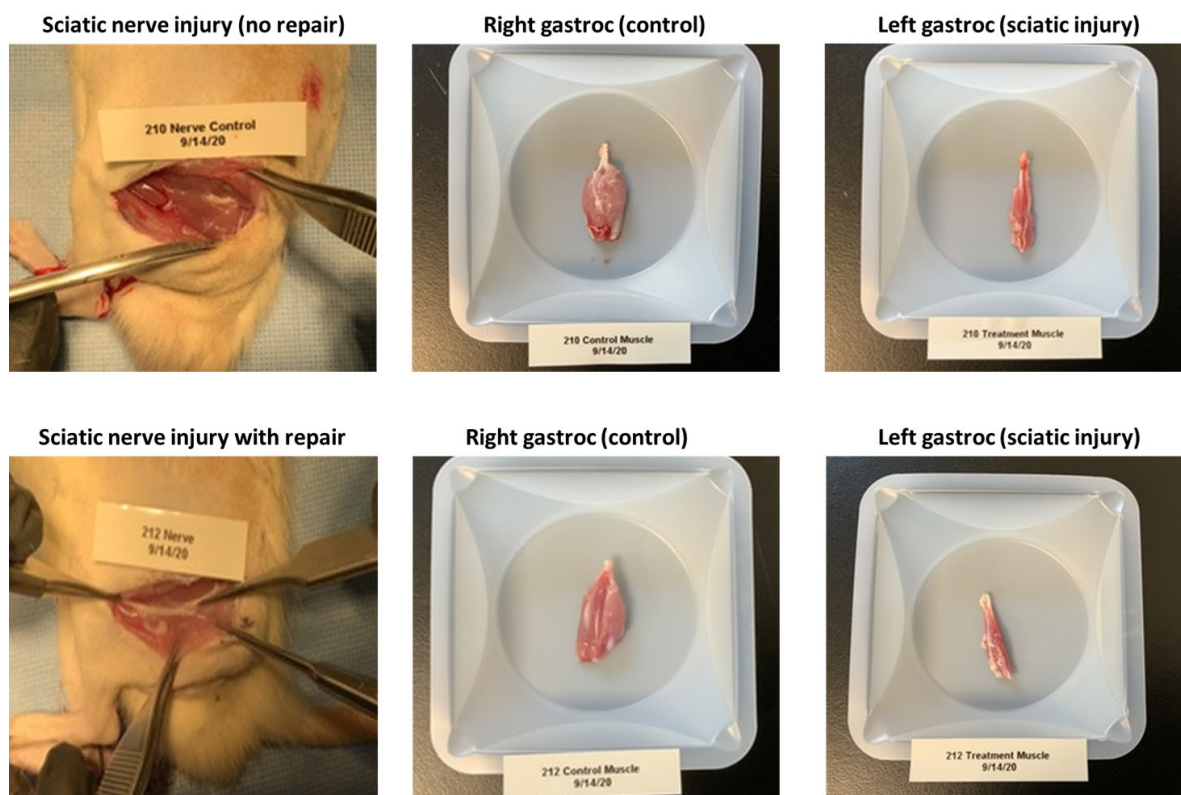 Sciatic nerve injury (no repair)
Right gastroc (control)
Left gastroc (sciatic injury)
210 Nerve Control
9/14/20
210 Control Muscle
9/14/20
210 Treatment Muscle
9/14/20
Sciatic nerve injury with repair
Right gastroc (control)
Left gastroc (sciatic injury)
212 Nerve
9/14/20
212 Control Muscle
9/14/20
212 Treatment Muscle
9/14/20